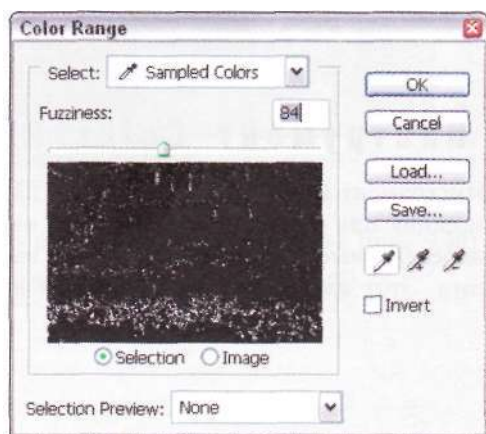 Color Range
Select: Sampled Colors
Fuzziness: 84
OK
Cancel
Load...
Save...
Invert
Selection Image
Selection Preview: None